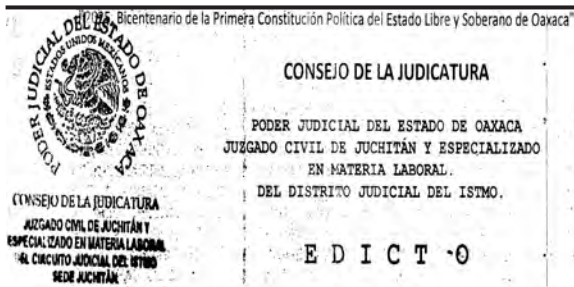 "2025, Bicentenario de la Primera Constitución Política del Estado Libre y Soberano de Oaxaca"
PODER JUDICIAL DEL ESTADO DE OAXACA
ESTADOS UNIDOS MEXICANOS
CONSEJO DE LA JUDICATURA
JUZGADO CIVIL DE JUCHITÁN Y
ESPECIALIZADO EN MATERIA LABORAL
DEL CIRCUITO JUDICIAL DEL ISTMO
SEDE JUCHITÁN
CONSEJO DE LA JUDICATURA
PODER JUDICIAL DEL ESTADO DE OAXACA
JUZGADO CIVIL DE JUCHITÁN Y ESPECIALIZADO
EN MATERIA LABORAL.
DEL DISTRITO JUDICIAL DEL ISTMO.
E D I C T O